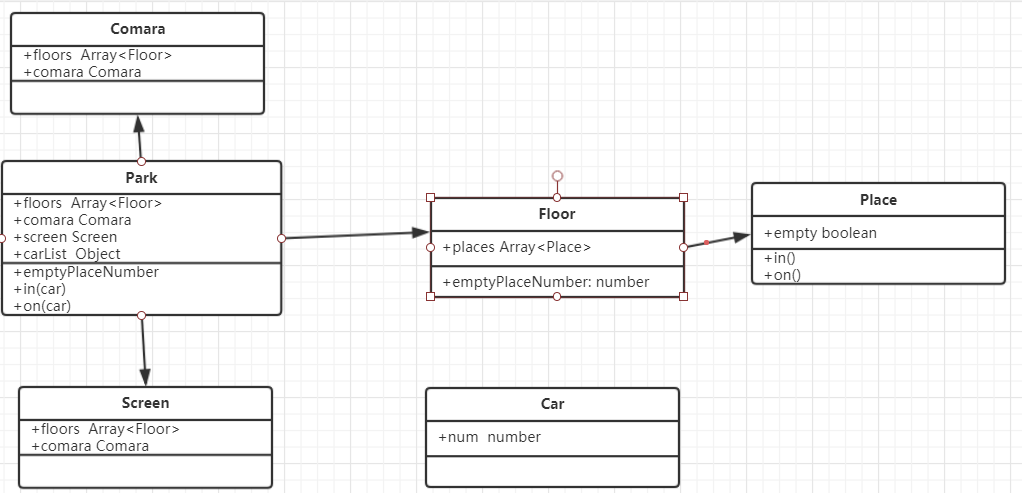 Comara
+floors  Array<Floor>
+comara Comara
Park
+floors  Array<Floor>
+comara Comara
+screen Screen
+carList  Object
+emptyPlaceNumber
+in(car)
+on(car)
Floor
+places Array<Place>
+emptyPlaceNumber: number
Place
+empty boolean
+in()
+on()
Screen
+floors  Array<Floor>
+comara Comara
Car
+num  number